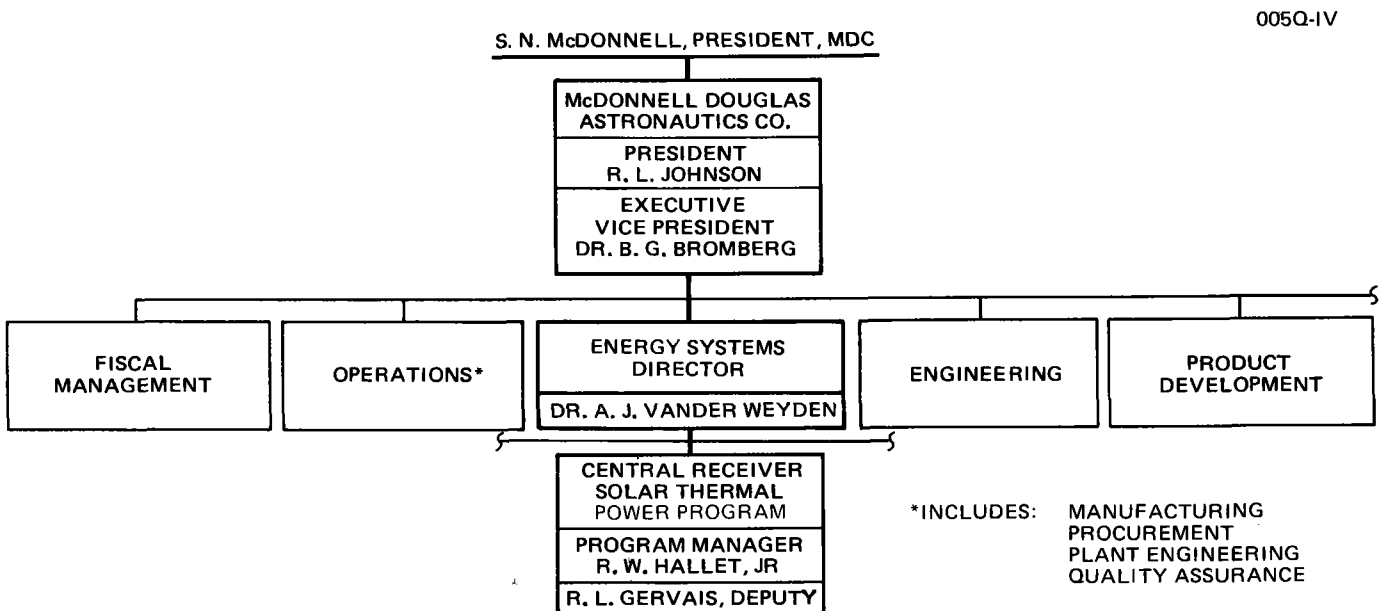 005Q-IV
S. N. McDONNELL, PRESIDENT, MDC
McDONNELL DOUGLAS
ASTRONAUTICS CO.
PRESIDENT
R. L. JOHNSON
EXECUTIVE
VICE PRESIDENT
DR. B. G. BROMBERG
FISCAL
MANAGEMENT
OPERATIONS*
ENERGY SYSTEMS
DIRECTOR
DR. A. J. VANDER WEYDEN
ENGINEERING
PRODUCT
DEVELOPMENT
CENTRAL RECEIVER
SOLAR THERMAL
POWER PROGRAM
PROGRAM MANAGER
R. W. HALLET, JR
R. L. GERVAIS, DEPUTY
*INCLUDES: MANUFACTURING
PROCUREMENT
PLANT ENGINEERING
QUALITY ASSURANCE